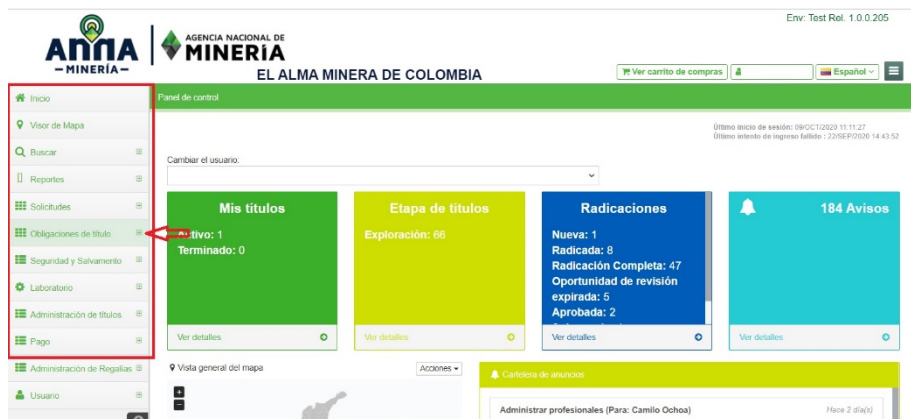 Env: Test Rel. 1.0.0.205
AnnA
– MINERÍA –
AGENCIA NACIONAL DE
MINERÍA
EL ALMA MINERA DE COLOMBIA
Ver carrito de compras
Español
Inicio
Panel de control
Visor de Mapa
Buscar
Reportes
Solicitudes
Obligaciones de título
Seguridad y Salvamento
Laboratorio
Administración de títulos
Pago
Administración de Regalías
Usuario
Último inicio de sesión: 09/OCT/2020 11:11:27
Último intento de ingreso fallido : 22/SEP/2020 14:43:52
Cambiar el usuario:
Mis títulos
Activo: 1
Terminado: 0
Ver detalles
Etapa de títulos
Exploración: 66
Ver detalles
Radicaciones
Nueva: 1
Radicada: 8
Radicación Completa: 47
Oportunidad de revisión
expirada: 5
Aprobada: 2
Ver detalles
184 Avisos
Ver detalles
Vista general del mapa
Acciones
Cartelera de anuncios
Administrar profesionales (Para: Camilo Ochoa)
Hace 2 día(s)